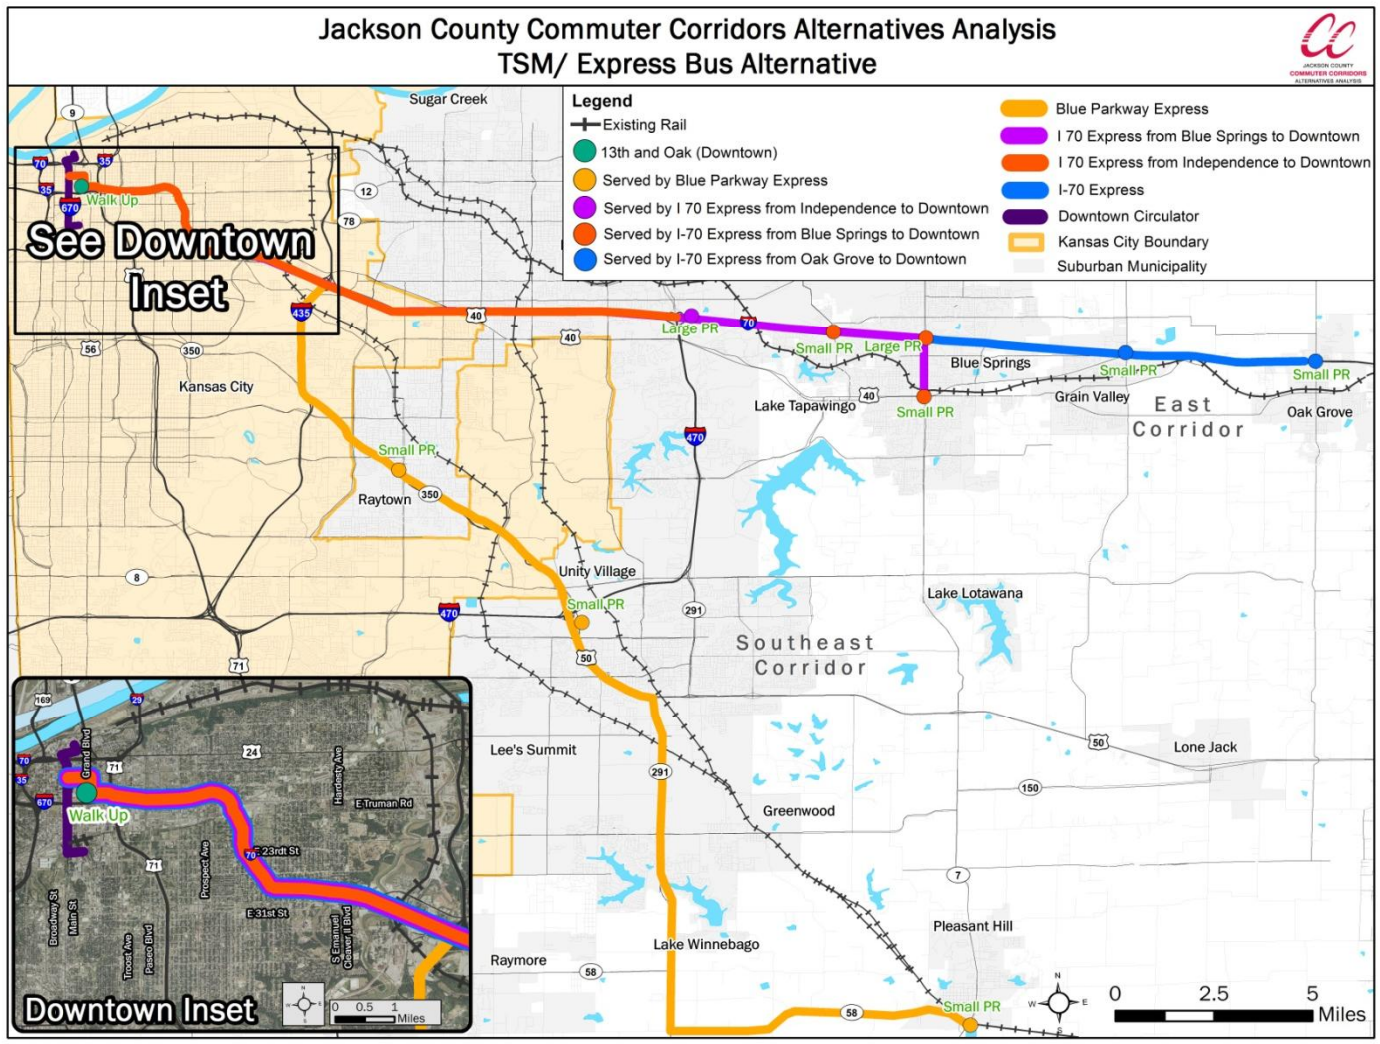 Jackson County Commuter Corridors Alternatives Analysis
TSM/ Express Bus Alternative
CC
JACKSON COUNTY
COMMUTER CORRIDORS
ALTERNATIVES ANALYSIS
Legend
Existing Rail
13th and Oak (Downtown)
Served by Blue Parkway Express
Served by I 70 Express from Independence to Downtown
Served by I-70 Express from Blue Springs to Downtown
Served by I-70 Express from Oak Grove to Downtown
Blue Parkway Express
I 70 Express from Blue Springs to Downtown
I 70 Express from Independence to Downtown
I-70 Express
Downtown Circulator
Kansas City Boundary
Suburban Municipality
Sugar Creek
9
70
35
35
670
Walk Up
12
78
See Downtown
Inset
435
40
Large PR
70
40
56
350
Small PR
Large PR
Blue Springs
Small PR
Small PR
Kansas City
Lake Tapawingo
40
Small PR
Grain Valley
East
Corridor
Oak Grove
470
Small PR
Raytown
350
8
Unity Village
Small PR
470
291
Lake Lotawana
Southeast
Corridor
50
71
Lee's Summit
291
50
Lone Jack
150
Greenwood
7
Pleasant Hill
Lake Winnebago
Raymore
58
58
Small PR
169
29
70
35
670
Grand Blvd
71
24
Hardesty Ave
E Truman Rd
Walk Up
70
E 23rdt St
71
Prospect Ave
E 31st St
Broadway St
Main St
Troost Ave
Paseo Blvd
S Emanuel
Cleaver II Blvd
Downtown Inset
N
W
E
S
0 0.5 1
Miles
N
W
E
S
0 2.5 5
Miles